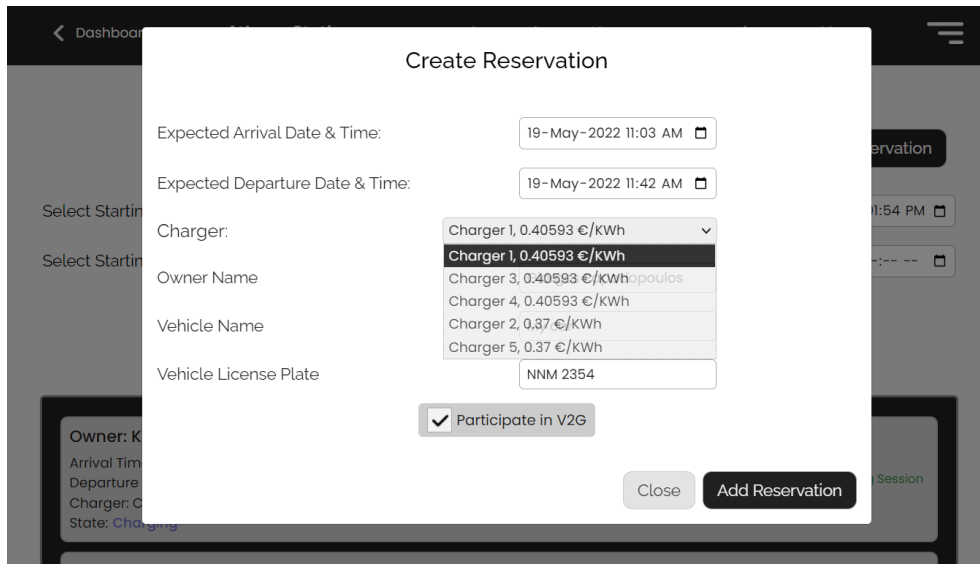 Create Reservation
Expected Arrival Date & Time:
19-May-2022 11:03 AM
Expected Departure Date & Time:
19-May-2022 11:42 AM
ervation
Select Startin
01:54 PM
Charger:
Charger 1, 0.40593 €/KWh
Charger 1, 0.40593 €/KWh
Select Startin
-:-- --
Owner Name
Charger 3, 0.40593 €/KWh
Charger 4, 0.40593 €/KWh
Vehicle Name
Charger 2, 0.37 €/KWh
Charger 5, 0.37 €/KWh
Vehicle License Plate
NNM 2354
Participate in V2G
Owner: K
Arrival Tim
Departure
Charger: C
State: Charging
Session
Close
Add Reservation
Dashboar